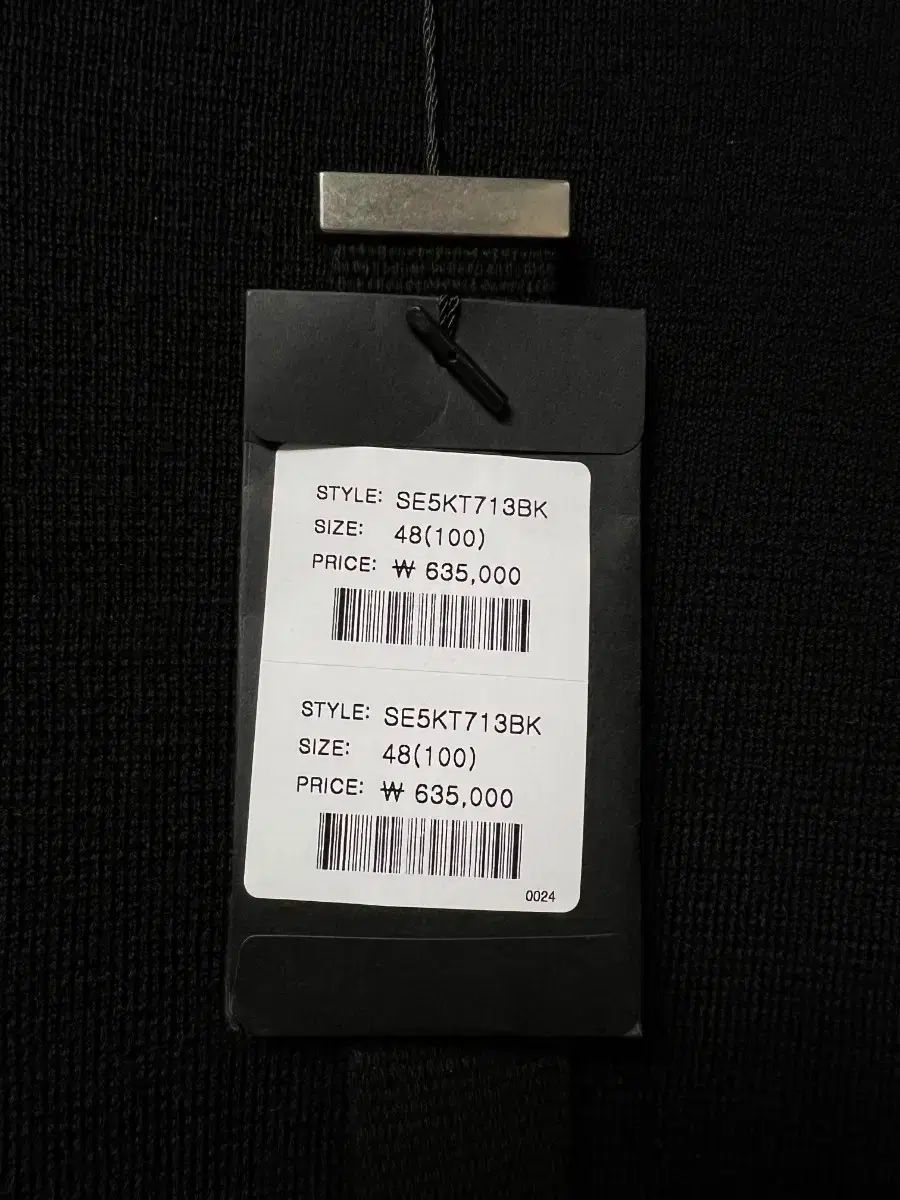 STYLE: SE5KT713BK
SIZE: 48(100)
PRICE: ₩ 635,000
STYLE: SE5KT713BK
SIZE: 48(100)
PRICE: ₩ 635,000
0024